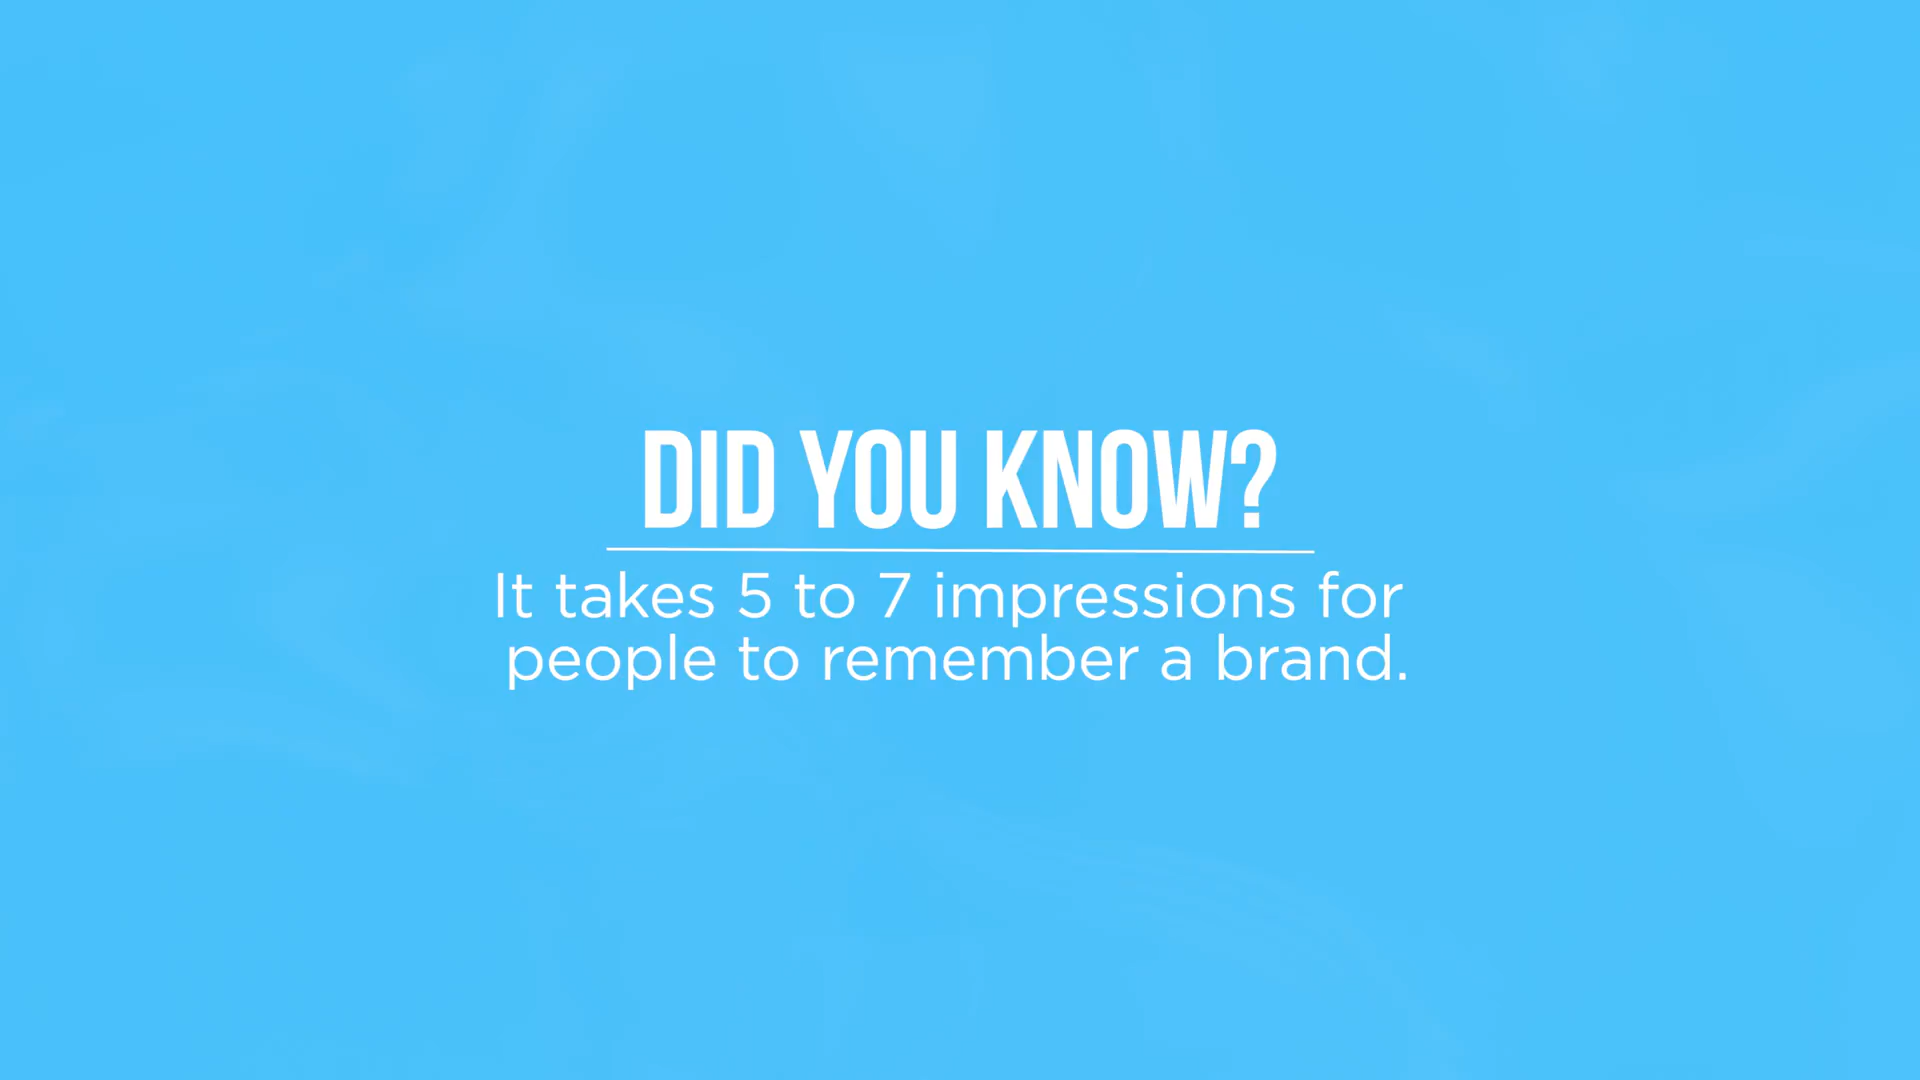 DID YOU KNOW?
It takes 5 to 7 impressions for
people to remember a brand.